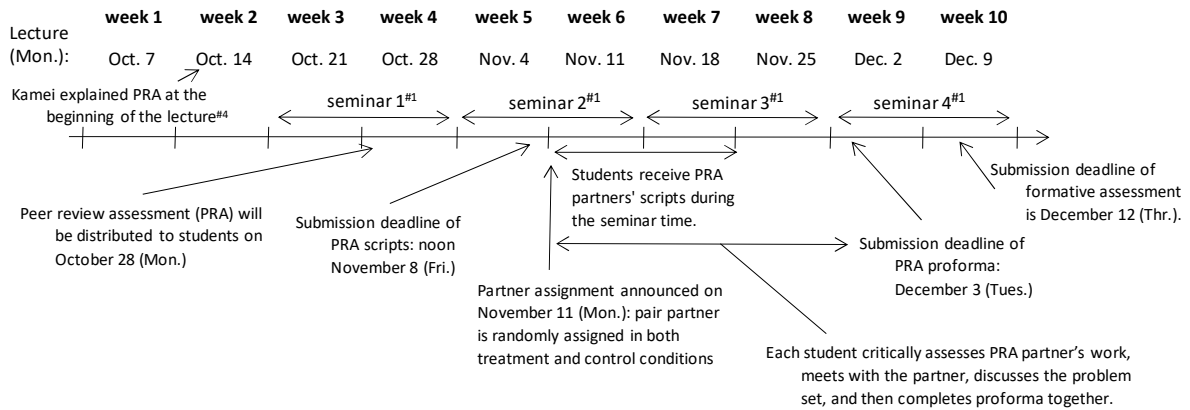 week 1 week 2 week 3 week 4 week 5 week 6 week 7 week 8 week 9 week 10
Lecture
(Mon.): Oct. 7 Oct. 14 Oct. 21 Oct. 28 Nov. 4 Nov. 11 Nov. 18 Nov. 25 Dec. 2 Dec. 9
Kamei explained PRA at the
beginning of the lecture#4
seminar 1#1 seminar 2#1 seminar 3#1 seminar 4#1
Peer review assessment (PRA) will
be distributed to students on
October 28 (Mon.)
Submission deadline of
PRA scripts: noon
November 8 (Fri.)
Students receive PRA
partners' scripts during
the seminar time.
Partner assignment announced on
November 11 (Mon.): pair partner
is randomly assigned in both
treatment and control conditions
Submission deadline of
PRA proforma:
December 3 (Tues.)
Submission deadline of
formative assessment
is December 12 (Thr.).
Each student critically assesses PRA partner's work,
meets with the partner, discusses the problem
set, and then completes proforma together.